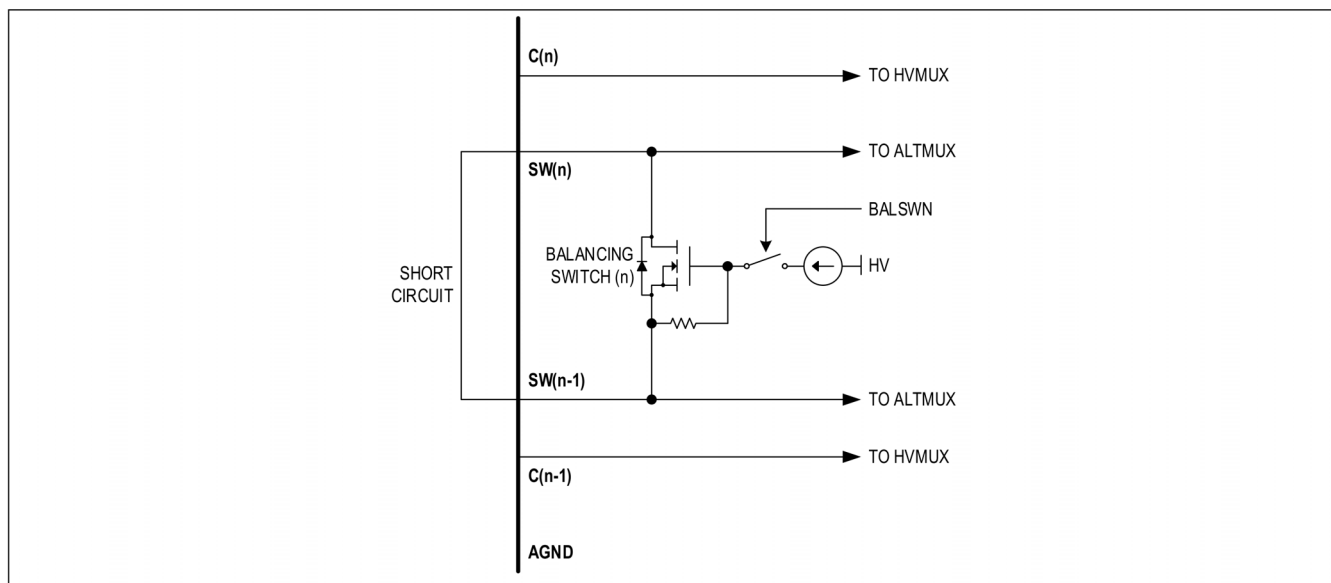 C(n)
TO HVMUX
TO ALTMUX
SW(n)
BALSWN
BALANCING
SWITCH (n)
HV
SHORT
CIRCUIT
SW(n-1)
TO ALTMUX
TO HVMUX
C(n-1)
AGND